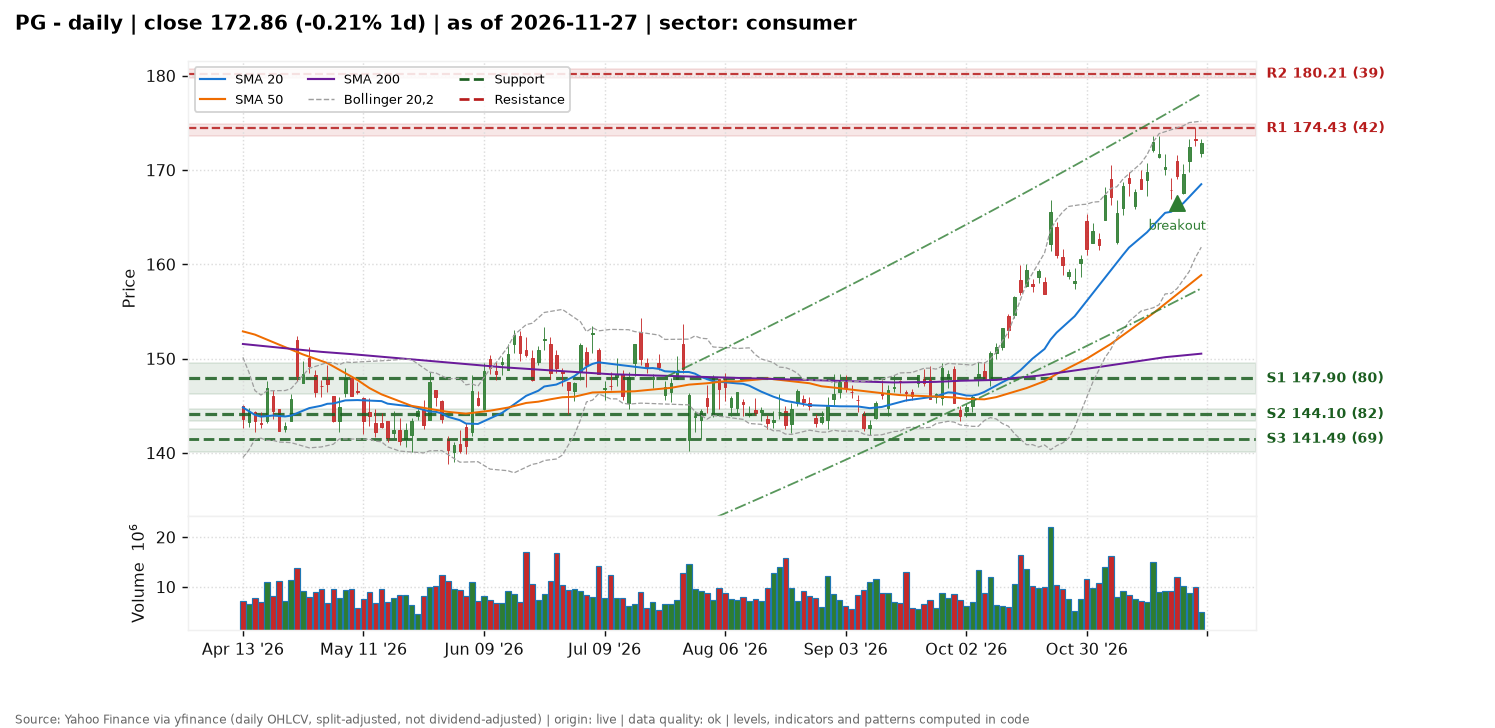 PG - daily | close 172.86 (-0.21% 1d) | as of 2026-11-27 | sector: consumer
SMA 20
SMA 50
SMA 200
Bollinger 20,2
Support
Resistance
R2 180.21 (39)
R1 174.43 (42)
breakout
S1 147.90 (80)
S2 144.10 (82)
S3 141.49 (69)
Price
180
170
160
150
140
Volume 10⁶
20
10
Apr 13 '26
May 11 '26
Jun 09 '26
Jul 09 '26
Aug 06 '26
Sep 03 '26
Oct 02 '26
Oct 30 '26
Source: Yahoo Finance via yfinance (daily OHLCV, split-adjusted, not dividend-adjusted) | origin: live | data quality: ok | levels, indicators and patterns computed in code